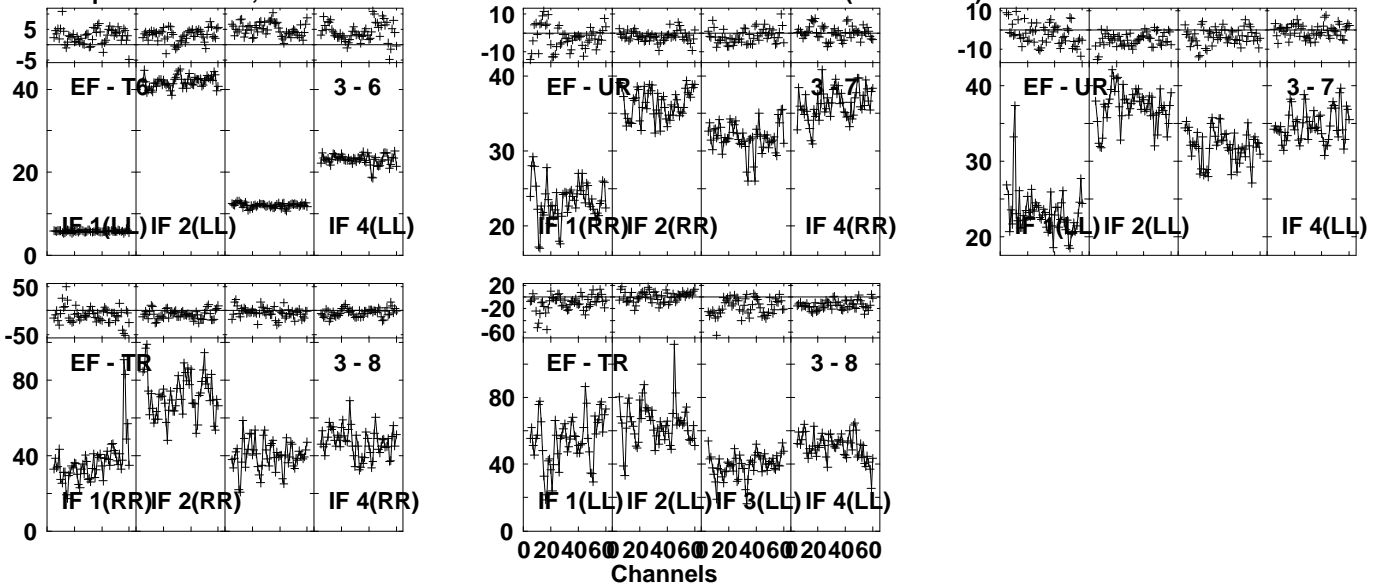 10 10
5 -5 -10 -10
EF - T6 3 - 6 EF - UR 3 - 7 EF - UR 3 - 7
40 20 0
40 30 20
40 30 20
IF 1(LL) IF 2(LL) IF 4(LL) IF 1(RR) IF 2(RR) IF 4(RR) IF 1(LL) IF 2(LL) IF 4(LL)
50 -50
20 -20 -60
EF - TR 3 - 8 EF - TR 3 - 8
80 40 0
80 40 0
IF 1(RR) IF 2(RR) IF 4(RR) IF 1(LL) IF 2(LL) IF 3(LL) IF 4(LL)
0 20 40 60 0 20 40 60 0 20 40 60 0 20 40 60
Channels